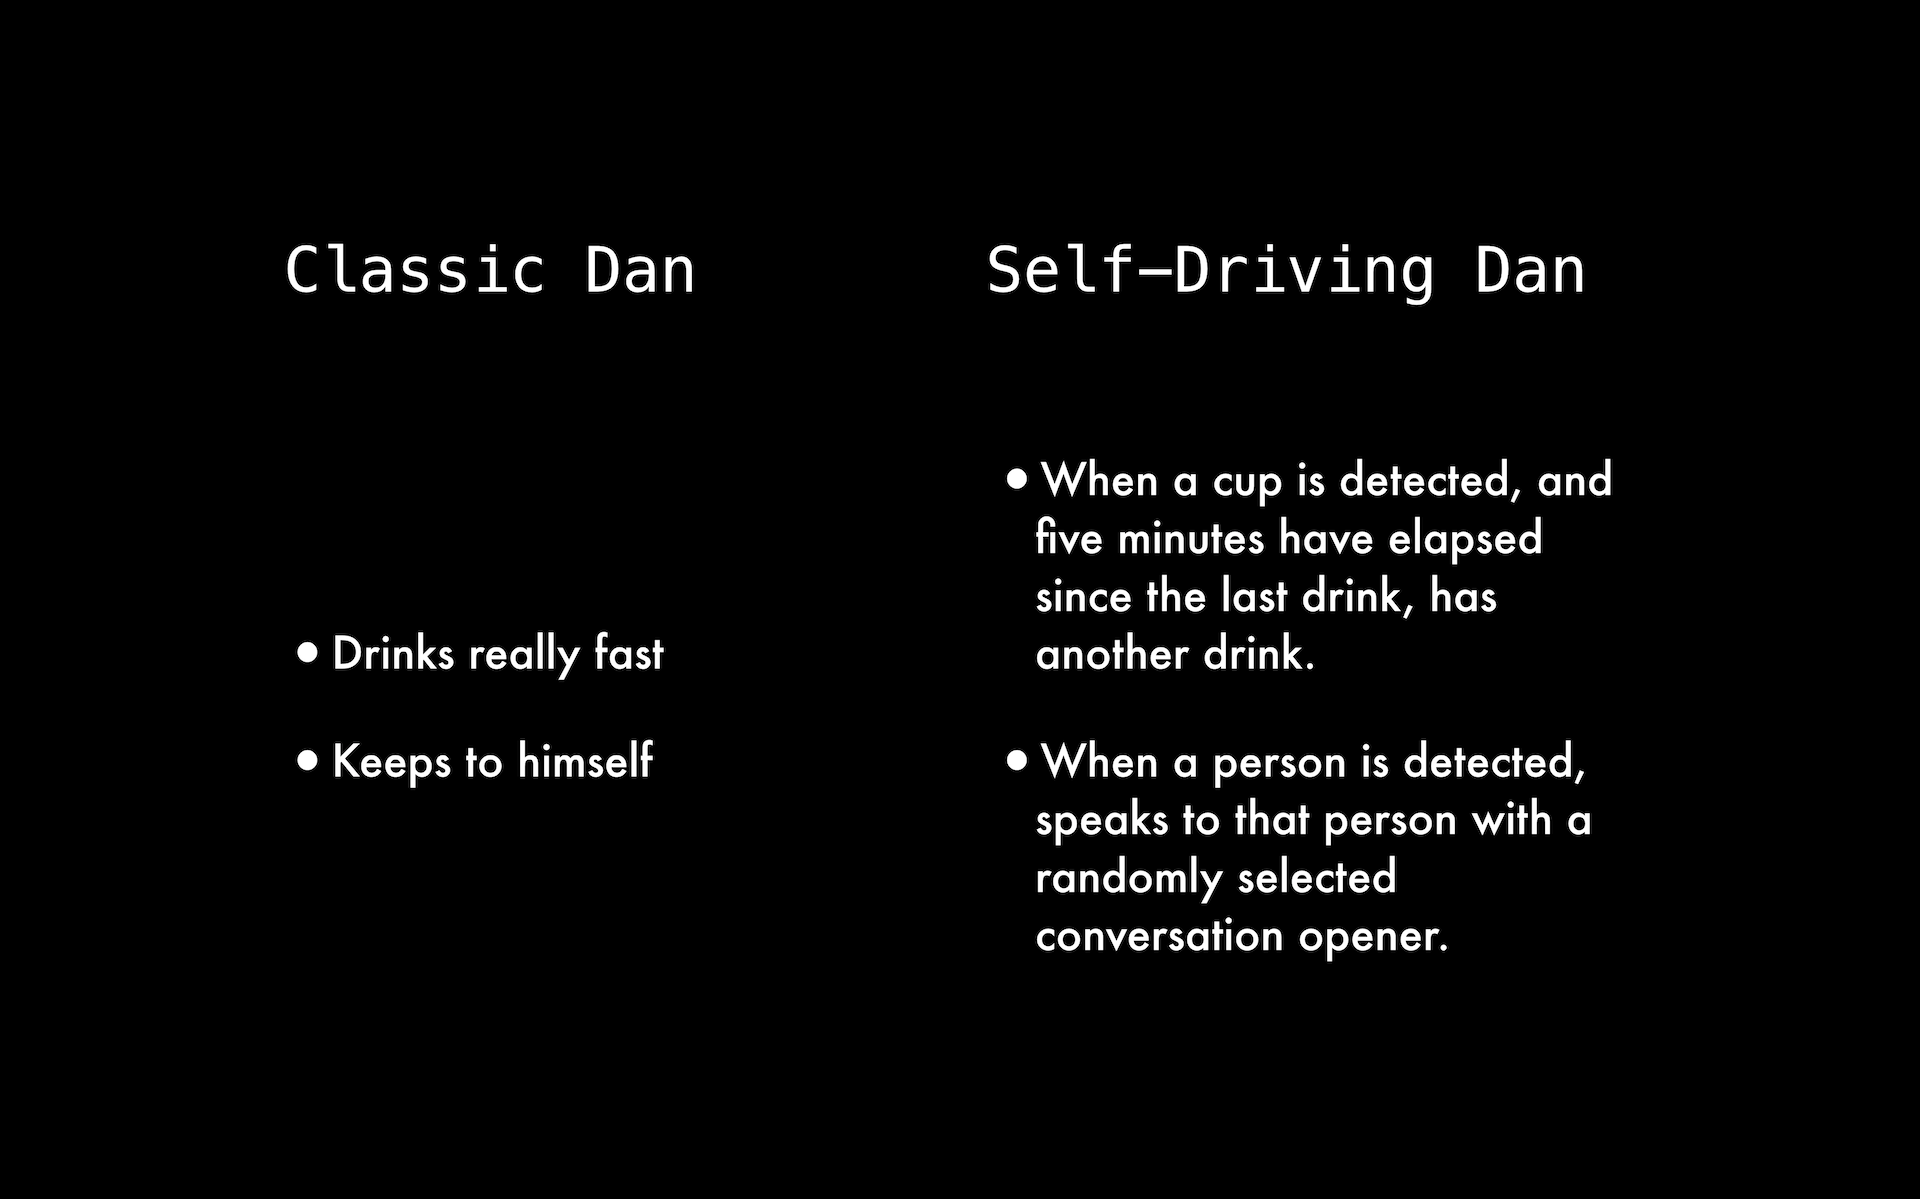 Classic Dan
• Drinks really fast
• Keeps to himself
Self-Driving Dan
• When a cup is detected, and
five minutes have elapsed
since the last drink, has
another drink.
• When a person is detected,
speaks to that person with a
randomly selected
conversation opener.